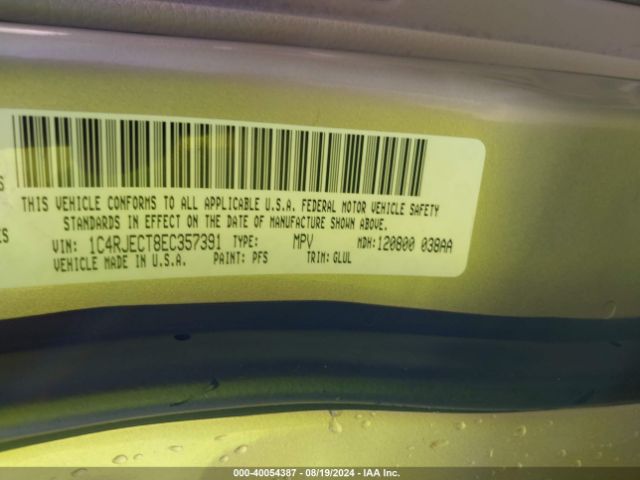 S
THIS VEHICLE CONFORMS TO ALL APPLICABLE U.S.A. FEDERAL MOTOR VEHICLE SAFETY
STANDARDS IN EFFECT ON THE DATE OF MANUFACTURE SHOWN ABOVE.
ES
VIN: 1C4RJECT8EC357391 TYPE: MPV MDH:120800 038AA
VEHICLE MADE IN U.S.A. PAINT: PFS TRIM: GLUL
000-40054387 - 08/19/2024 - IAA Inc.